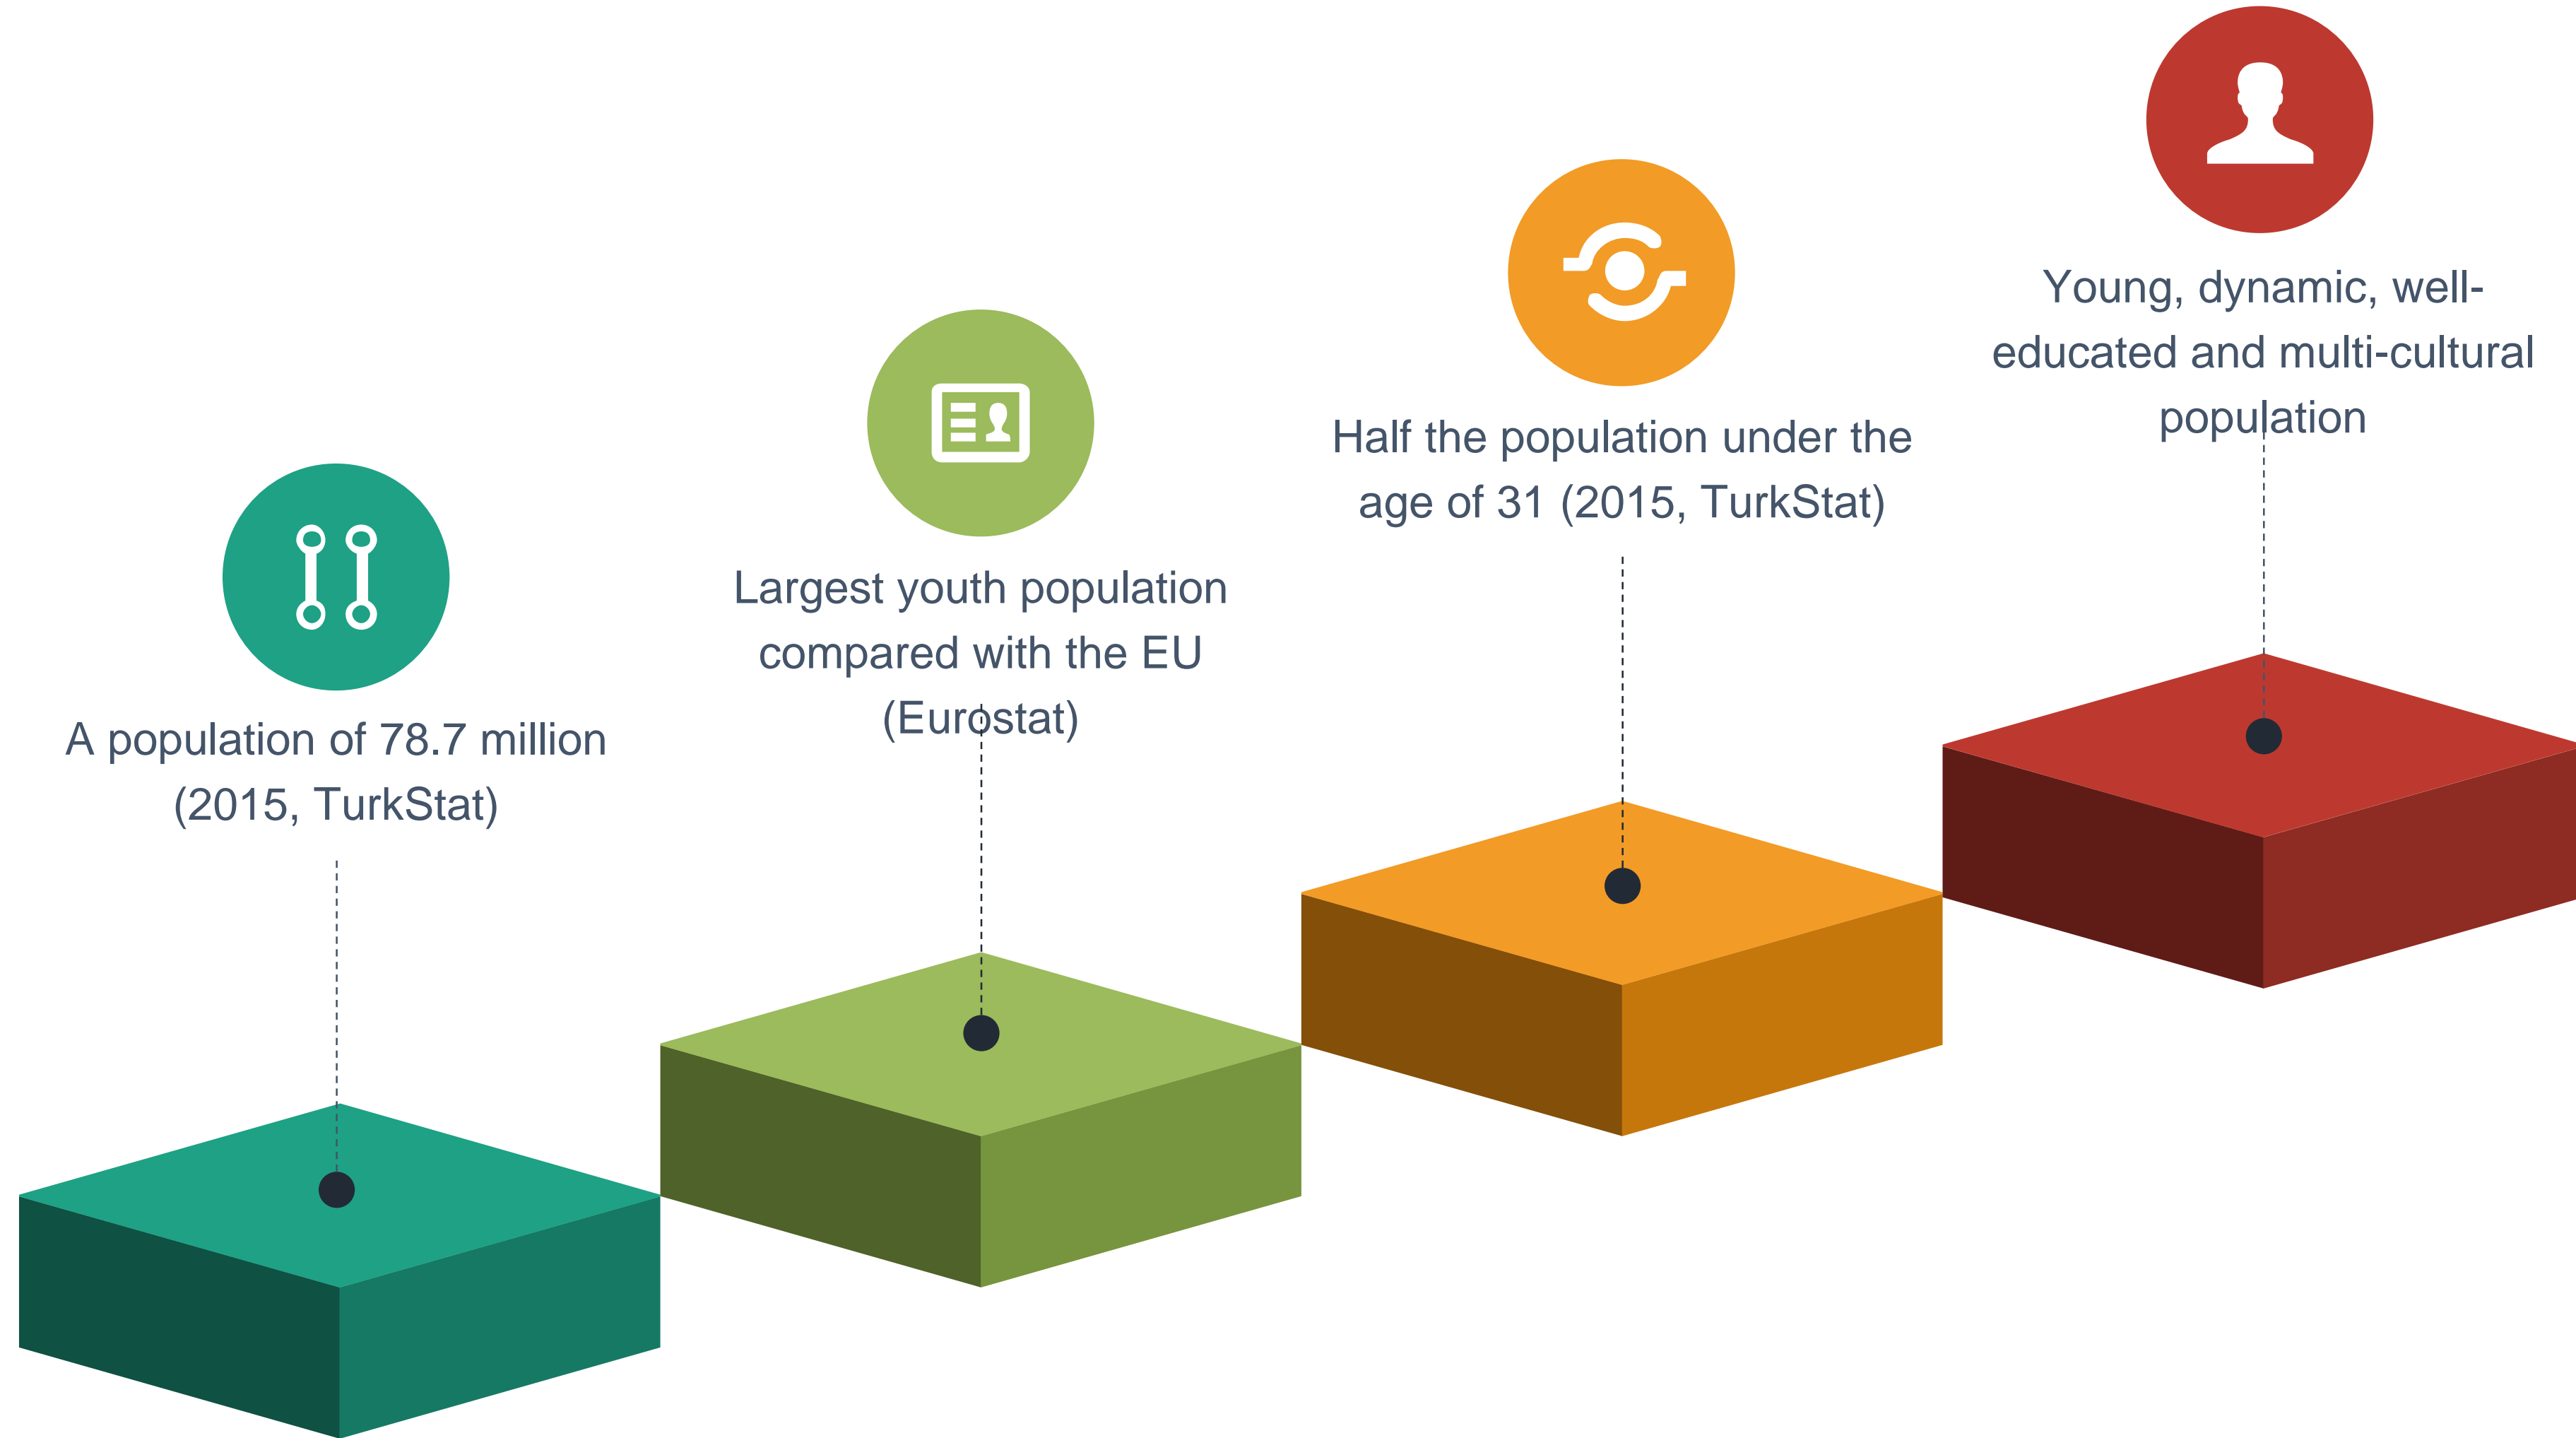 A population of 78.7 million
(2015, TurkStat)
Largest youth population
compared with the EU
(Eurostat)
Half the population under the
age of 31 (2015, TurkStat)
Young, dynamic, well-
educated and multi-cultural
population